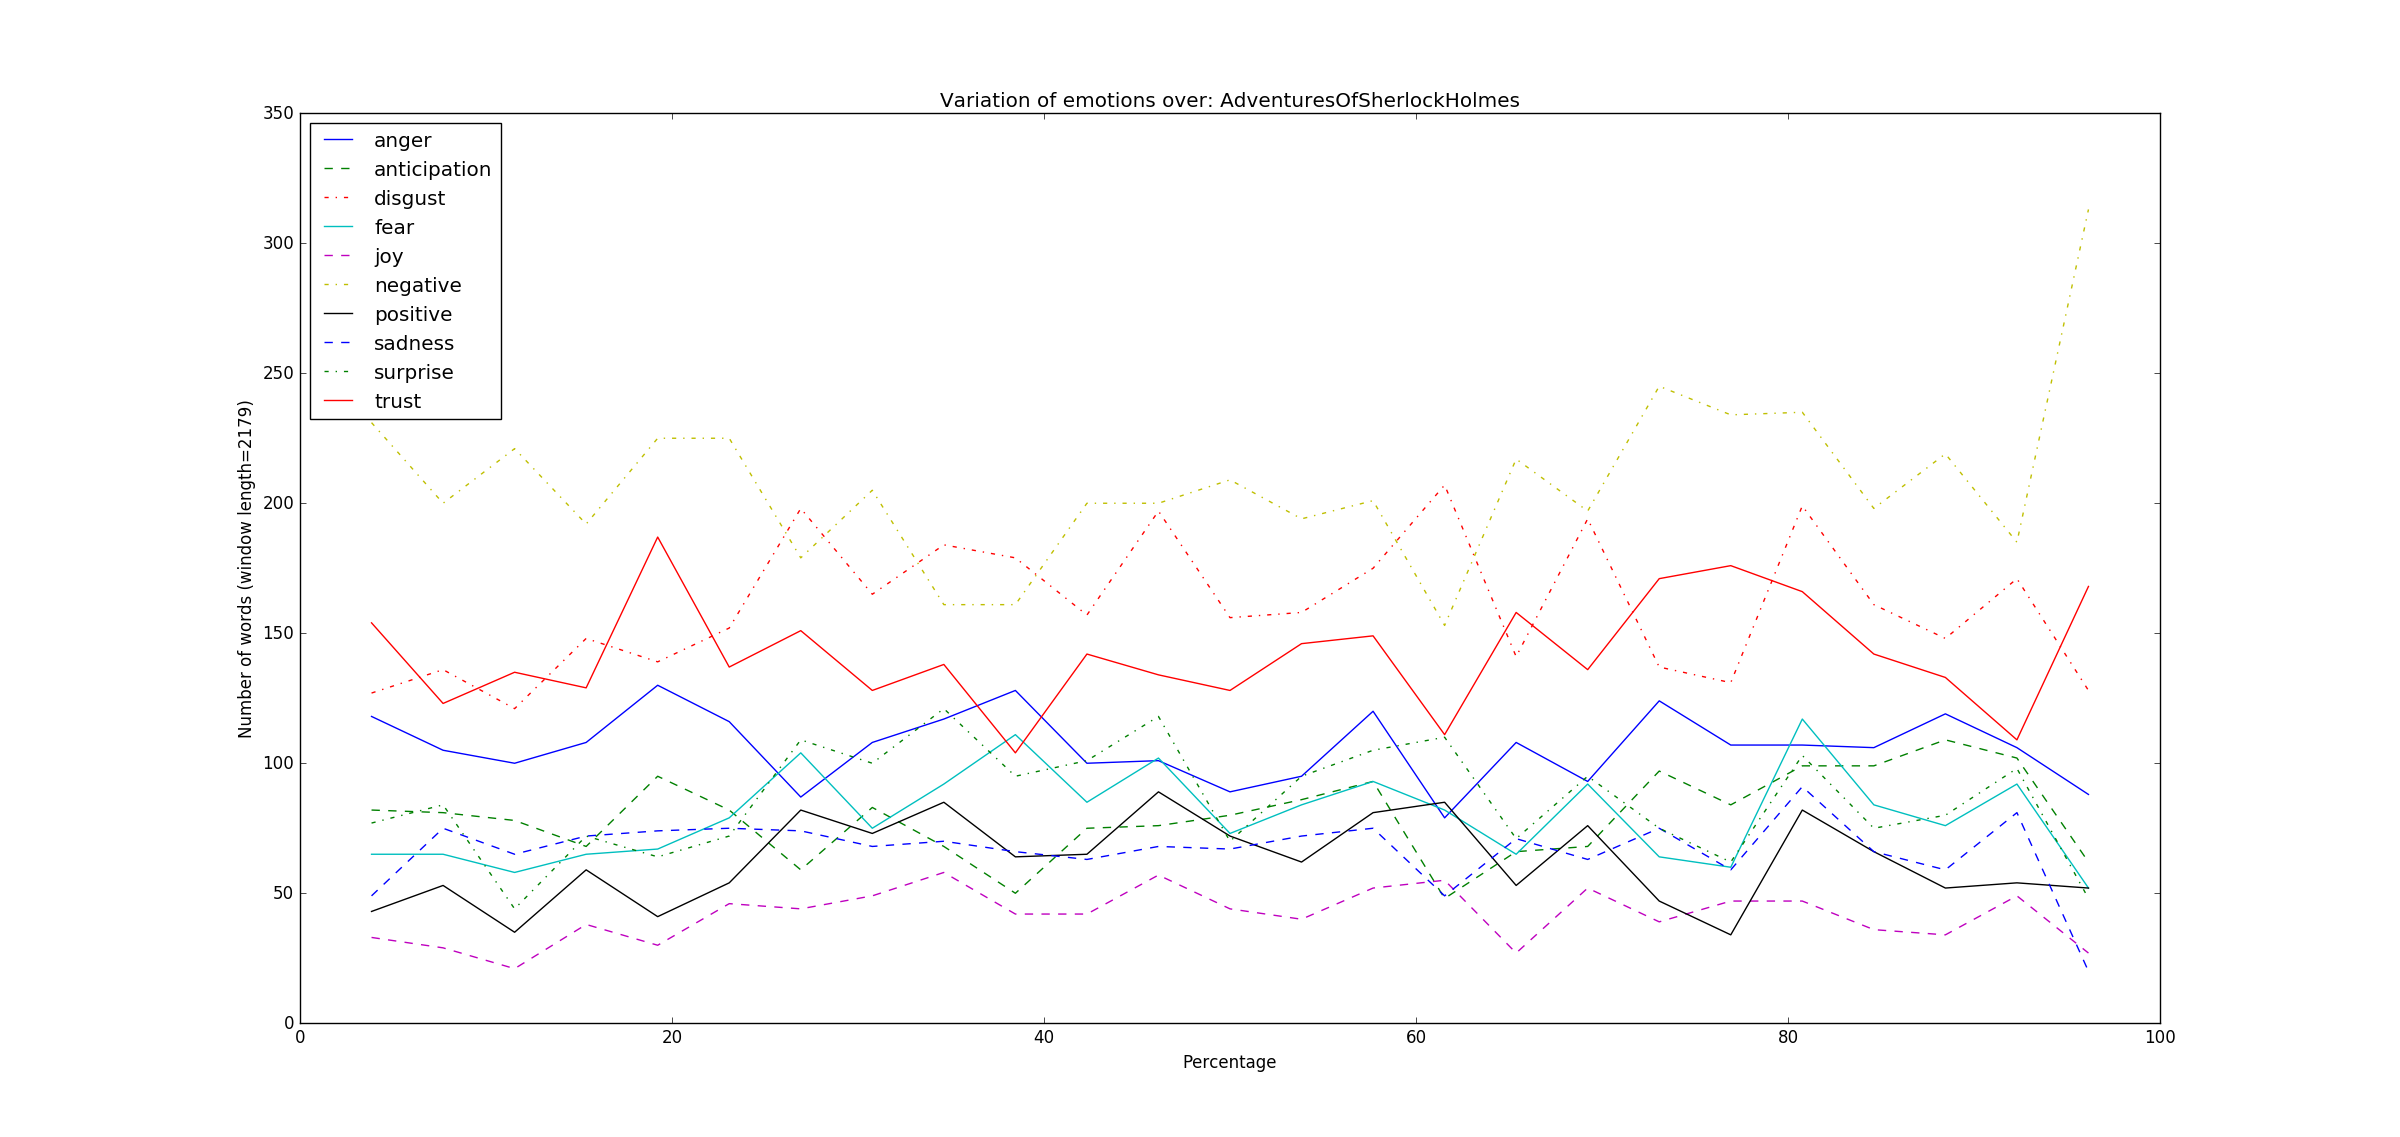 Variation of emotions over: AdventuresOfSherlockHolmes
350
300
250
200
150
100
50
0
Number of words (window length=2179)
anger
anticipation
disgust
fear
joy
negative
positive
sadness
surprise
trust
0 20 40 60 80 100
Percentage